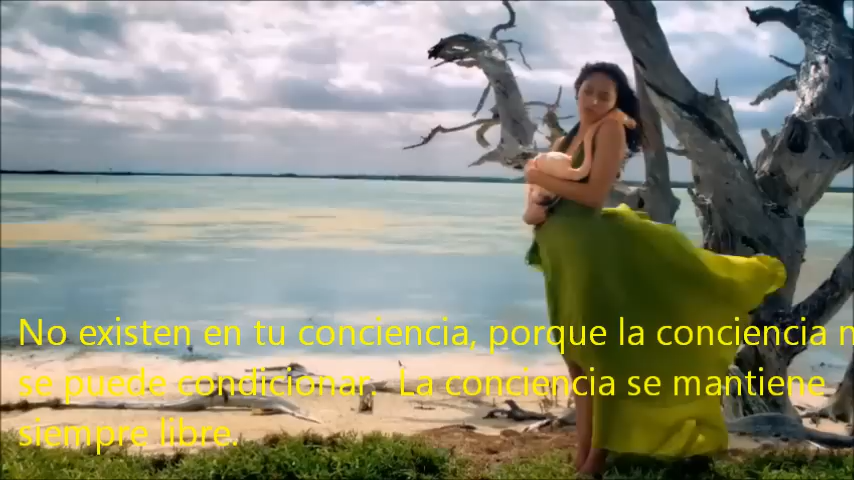 No existen en tu conciencia, porque la conciencia
se puede condicionar. La conciencia se mantiene
siempre libre.